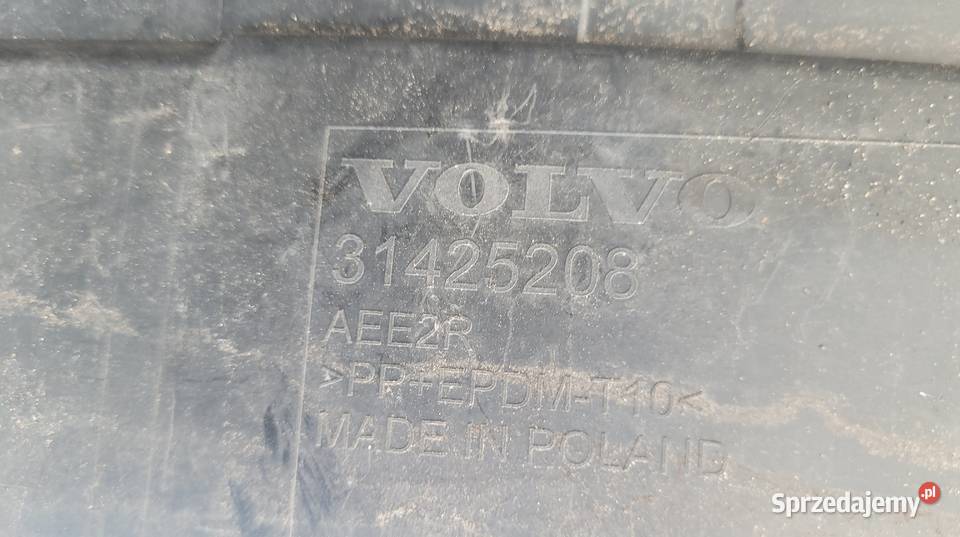 VOLVO
31425208
AEE2R
>PP+EPDM-T10<
MADE IN POLAND
Sprzedajemy.pl